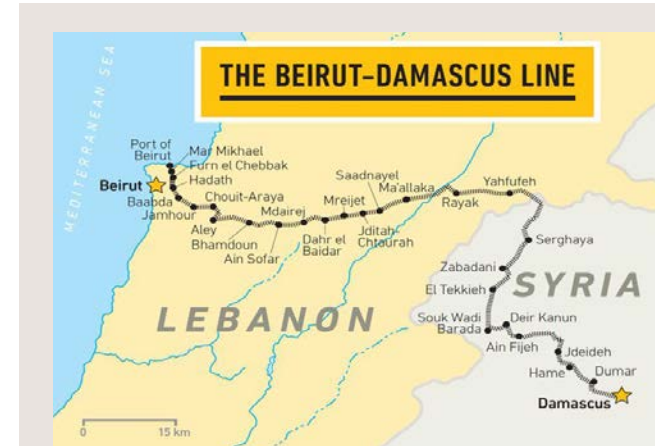 THE BEIRUT–DAMASCUS LINE
MEDITERRANEAN SEA
Port of
Beirut
Mar Mikhael
Furn el Chebbak
Hadath
Beirut
Baabda
Jamhour
Chouit-Araya
Aley
Bhamdoun
Ain Sofar
Mdairej
Dahr el
Baidar
Mreijet
Jditah-
Chtaurah
Saadnayel
Ma'allaka
Rayak
Yahfufeh
Serghaya
Zabadani
El Tekkieh
SYRIA
LEBANON
Souk Wadi
Barada
Deir Kanun
Ain Fijeh
Jdeideh
Hame
Dumar
Damascus
0 15 km